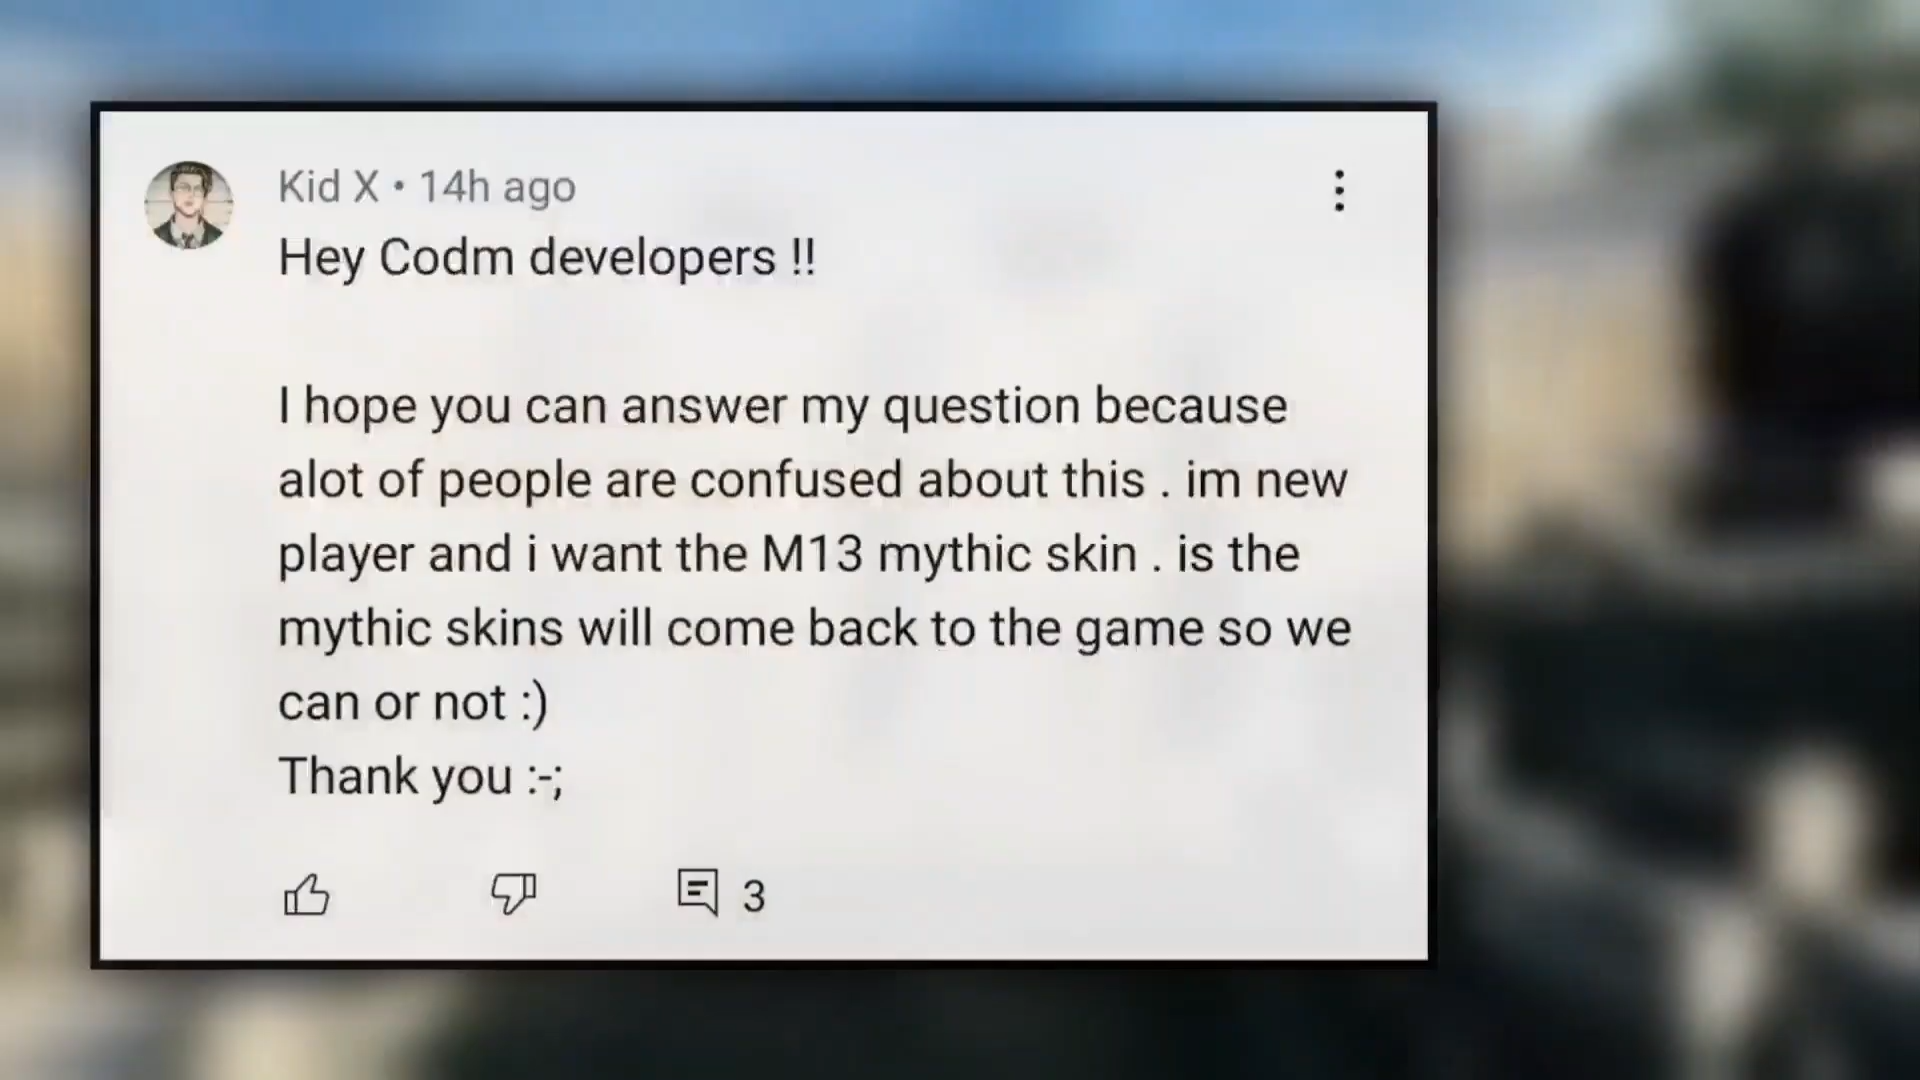 Kid X • 14h ago
Hey Codm developers !!
I hope you can answer my question because
alot of people are confused about this . im new
player and i want the M13 mythic skin . is the
mythic skins will come back to the game so we
can or not :)
Thank you :-;
3